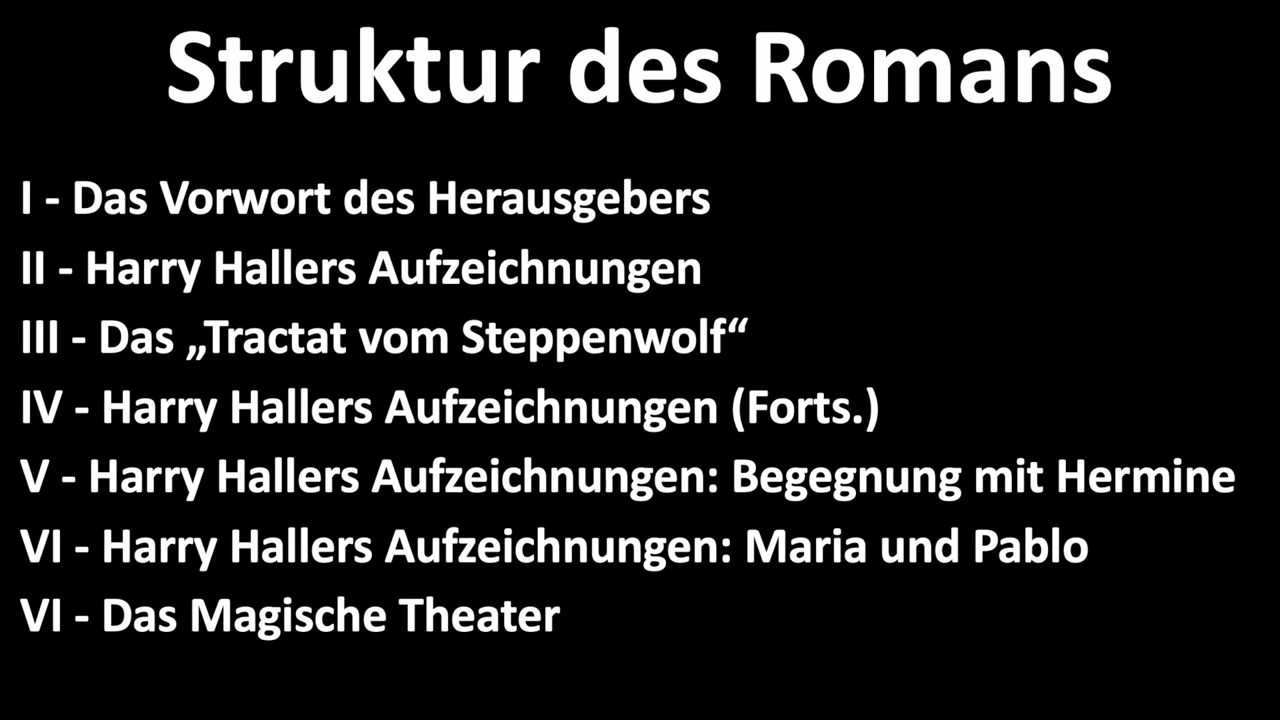 Struktur des Romans
I - Das Vorwort des Herausgebers
II - Harry Hallers Aufzeichnungen
III - Das „Tractat vom Steppenwolf“
IV - Harry Hallers Aufzeichnungen (Forts.)
V - Harry Hallers Aufzeichnungen: Begegnung mit Hermine
VI - Harry Hallers Aufzeichnungen: Maria und Pablo
VI - Das Magische Theater